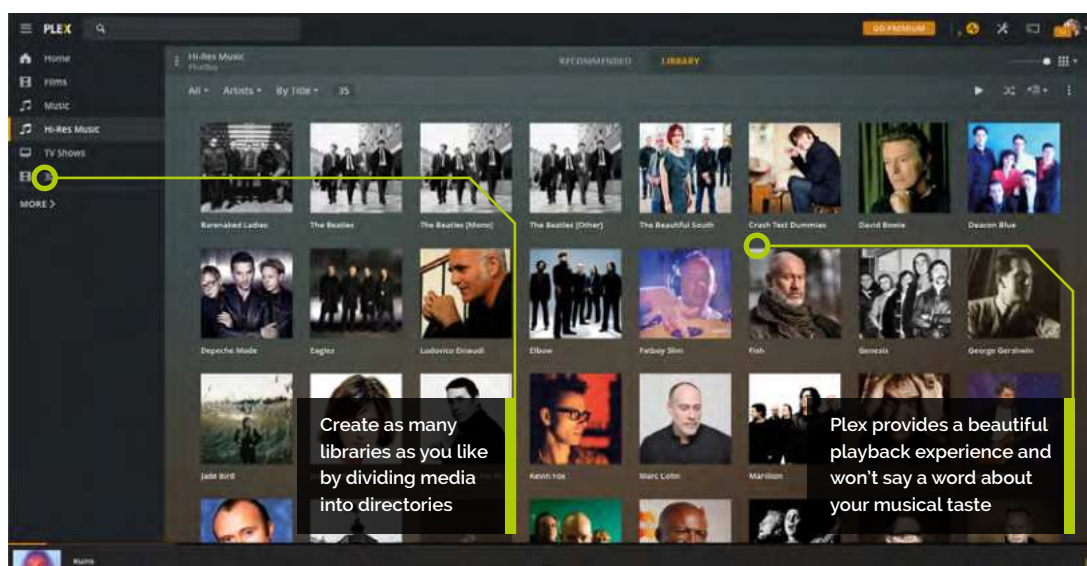 PLEX
GO PREMIUM
Home
Hi-Res Music
RECOMMENDED
LIBRARY
Films
All
Artists
By Title
35
Music
Hi-Res Music
TV Shows
MORE >
Barenaked Ladies
The Beatles
The Beatles [Mono]
The Beatles [Other]
The Beautiful South
Crash Test Dummies
David Bowie
Deacon Blue
Depeche Mode
Eagles
Ludovico Einaudi
Elbow
Fatboy Slim
Fish
Genesis
George Gershwin
Jade Bird
Kevin Fox
Marc Cohn
Marillion
Create as many
libraries as you like
by dividing media
into directories
Plex provides a beautiful
playback experience and
won't say a word about
your musical taste
Ruins